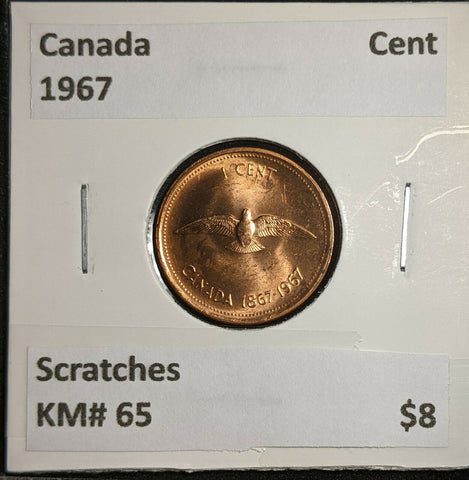 Canada Cent
1967
1 CENT
CANADA 1867-1967
Scratches
KM# 65 $8